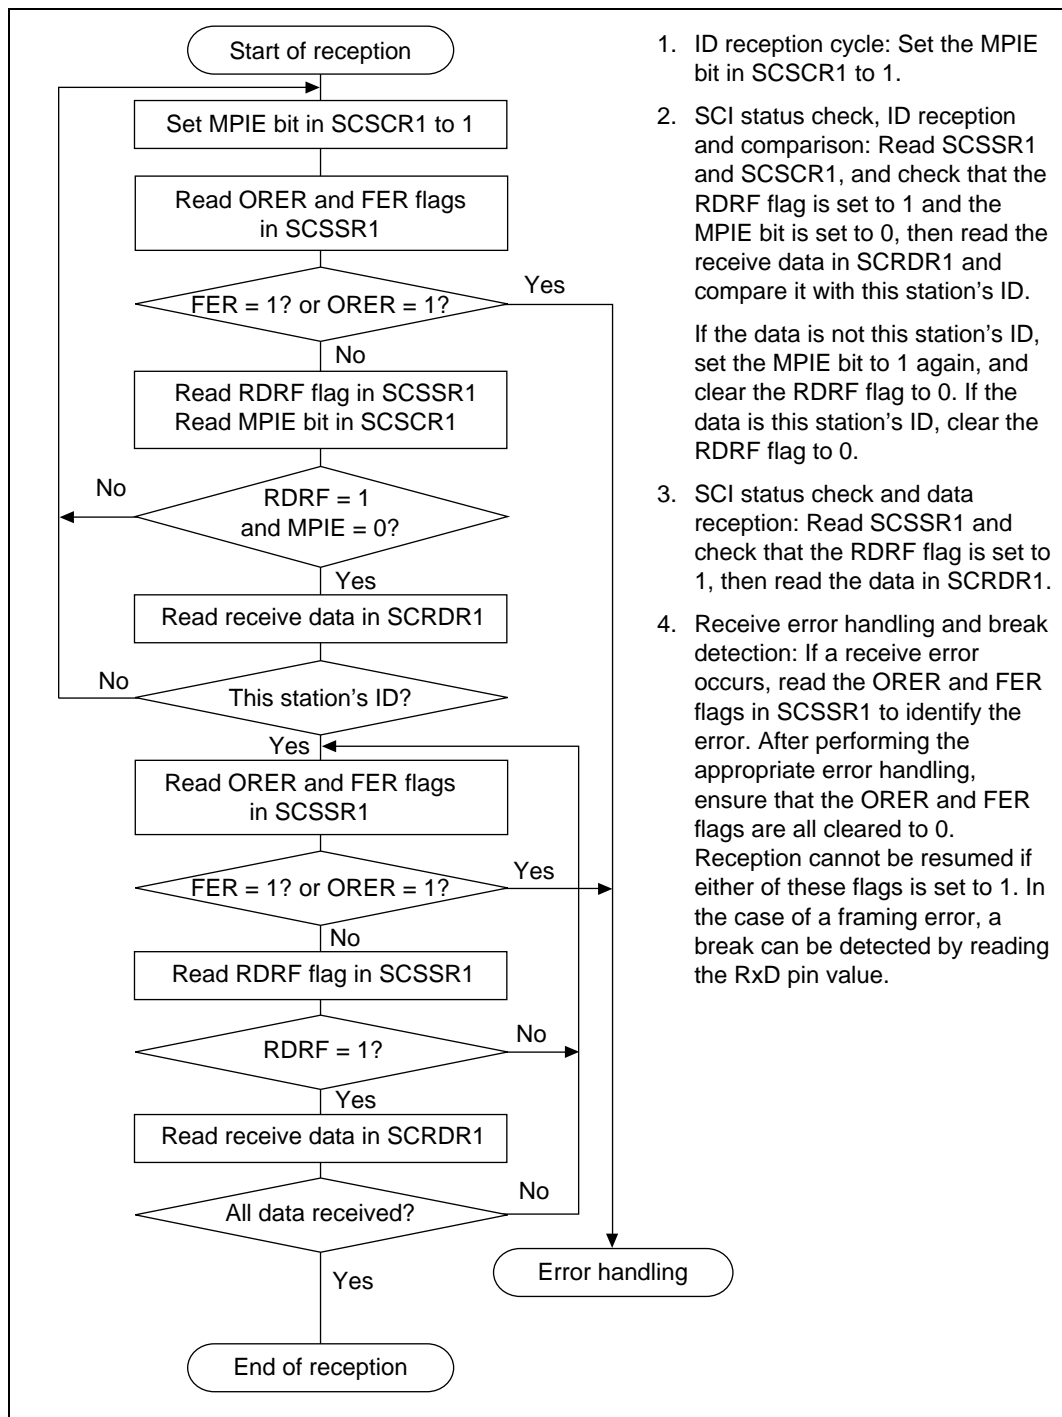 Start of reception
Set MPIE bit in SCSCR1 to 1
Read ORER and FER flags
in SCSSR1
FER = 1? or ORER = 1?
Yes
No
Read RDRF flag in SCSSR1
Read MPIE bit in SCSCR1
No
RDRF = 1
and MPIE = 0?
Yes
Read receive data in SCRDR1
No
This station's ID?
Yes
Read ORER and FER flags
in SCSSR1
FER = 1? or ORER = 1?
Yes
No
Read RDRF flag in SCSSR1
RDRF = 1?
No
Yes
Read receive data in SCRDR1
All data received?
No
Yes
Error handling
End of reception
1. ID reception cycle: Set the MPIE
bit in SCSCR1 to 1.
2. SCI status check, ID reception
and comparison: Read SCSSR1
and SCSCR1, and check that the
RDRF flag is set to 1 and the
MPIE bit is set to 0, then read the
receive data in SCRDR1 and
compare it with this station's ID.
If the data is not this station's ID,
set the MPIE bit to 1 again, and
clear the RDRF flag to 0. If the
data is this station's ID, clear the
RDRF flag to 0.
3. SCI status check and data
reception: Read SCSSR1 and
check that the RDRF flag is set to
1, then read the data in SCRDR1.
4. Receive error handling and break
detection: If a receive error
occurs, read the ORER and FER
flags in SCSSR1 to identify the
error. After performing the
appropriate error handling,
ensure that the ORER and FER
flags are all cleared to 0.
Reception cannot be resumed if
either of these flags is set to 1. In
the case of a framing error, a
break can be detected by reading
the RxD pin value.